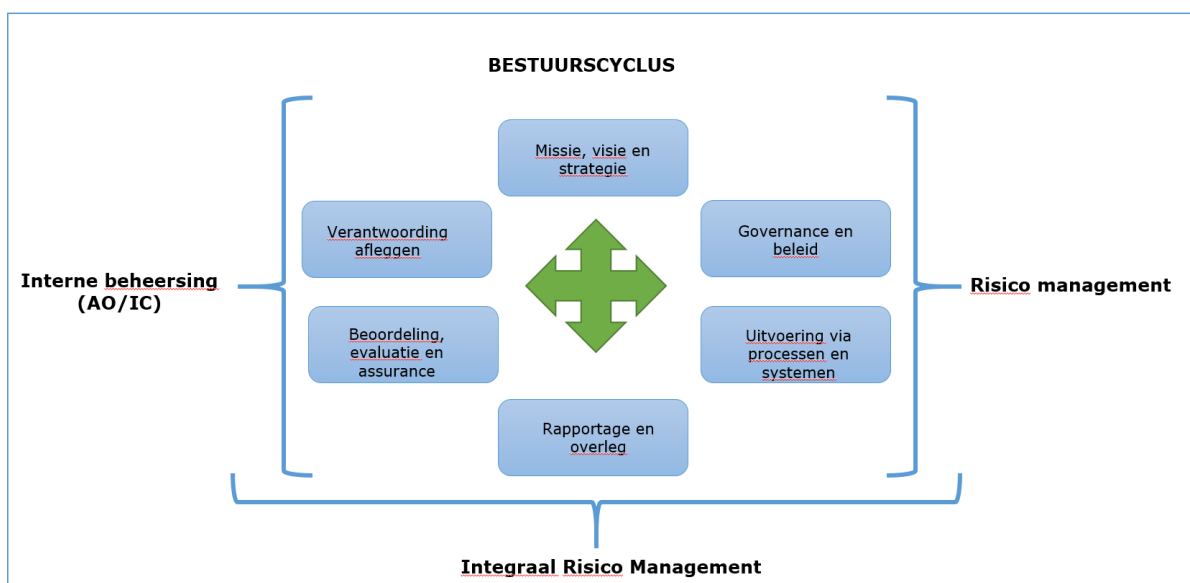 BESTUURSCYCLUS
Missie, visie en
strategie
Verantwoording
afleggen
Governance en
beleid
Interne beheersing
(AO/IC)
Risico management
Beoordeling,
evaluatie en
assurance
Uitvoering via
processen en
systemen
Rapportage en
overleg
Integraal Risico Management